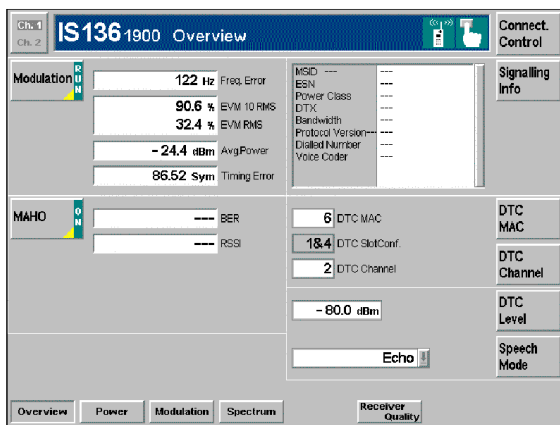 Ch. 1
Ch. 2
IS136 1900 Overview
Connect. Control
Modulation
RUN
122 Hz Freq. Error
90.6 % EVM 10 RMS
32.4 % EVM RMS
- 24.4 dBm Avg.Power
86.52 Sym Timing Error
MSID --- ---
ESN ---
Power Class ---
DTX ---
Bandwidth ---
Protocol Version--- ---
Dialled Number ---
Voice Coder ---
Signalling Info
MAHO
ON
--- BER
--- RSSI
6 DTC MAC
1&4 DTC SlotConf.
2 DTC Channel
- 80.0 dBm
Echo
DTC MAC
DTC Channel
DTC Level
Speech Mode
Overview
Power
Modulation
Spectrum
Receiver Quality